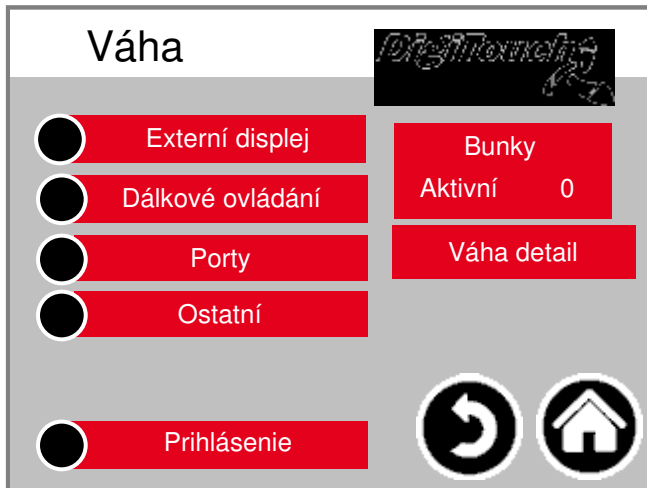 Váha
DigiTouch
Externí displej
Dálkové ovládání
Porty
Ostatní
Prihlásenie
Bunky
Aktivní 0
Váha detail